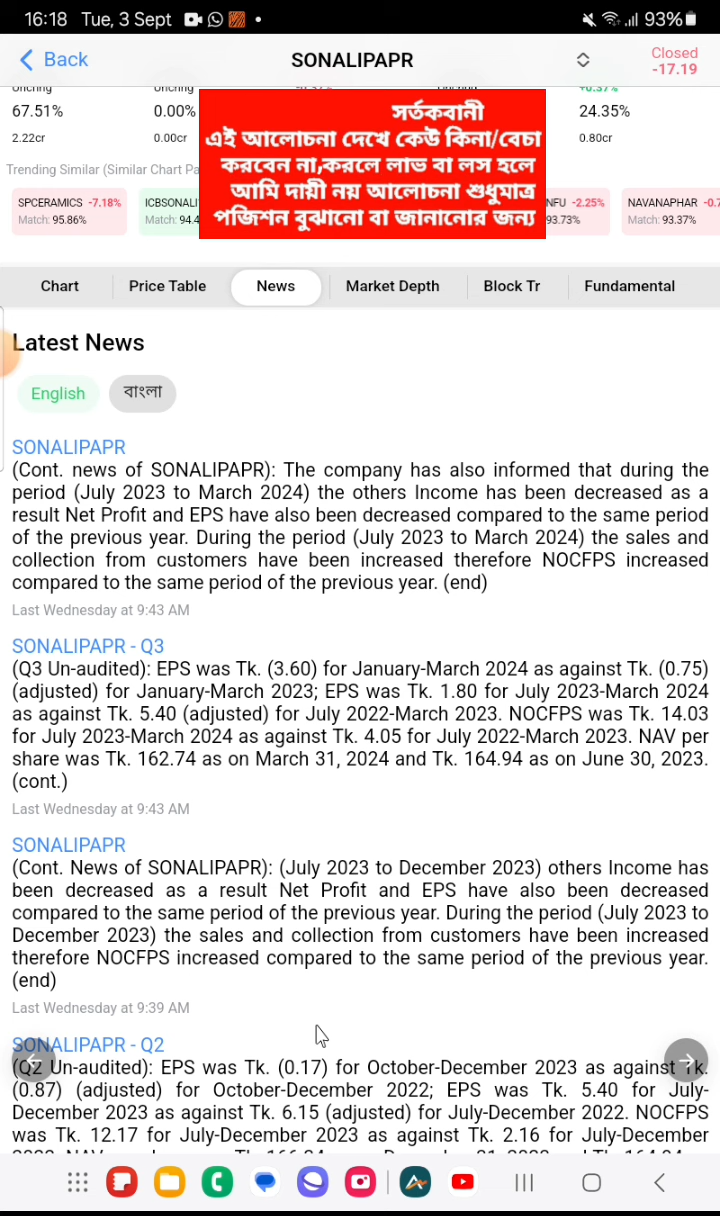 16:18 Tue, 3 Sept 93%
Back SONALIPAPR Closed
-17.19
67.51% 0.00% 24.35%
2.22cr 0.00cr 0.80cr
সর্তকবানী
এই আলোচনা দেখে কেউ কিনা/বেচা
করবেন না,করলে লাভ বা লস হলে
আমি দায়ী নয় আলোচনা শুধুমাত্র
পজিশন বুঝানো বা জানানোর জন্য
Trending Similar (Similar Chart Pa
SPCERAMICS -7.18% ICBSONALI NFU -2.25% NAVANAPHAR -0.7
Match: 95.86% Match: 94.4 93.73% Match: 93.37%
Chart Price Table News Market Depth Block Tr Fundamental
Latest News
English বাংলা
SONALIPAPR
(Cont. news of SONALIPAPR): The company has also informed that during the
period (July 2023 to March 2024) the others Income has been decreased as a
result Net Profit and EPS have also been decreased compared to the same period
of the previous year. During the period (July 2023 to March 2024) the sales and
collection from customers have been increased therefore NOCFPS increased
compared to the same period of the previous year. (end)
Last Wednesday at 9:43 AM
SONALIPAPR - Q3
(Q3 Un-audited): EPS was Tk. (3.60) for January-March 2024 as against Tk. (0.75)
(adjusted) for January-March 2023; EPS was Tk. 1.80 for July 2023-March 2024
as against Tk. 5.40 (adjusted) for July 2022-March 2023. NOCFPS was Tk. 14.03
for July 2023-March 2024 as against Tk. 4.05 for July 2022-March 2023. NAV per
share was Tk. 162.74 as on March 31, 2024 and Tk. 164.94 as on June 30, 2023.
(cont.)
Last Wednesday at 9:43 AM
SONALIPAPR
(Cont. News of SONALIPAPR): (July 2023 to December 2023) others Income has
been decreased as a result Net Profit and EPS have also been decreased
compared to the same period of the previous year. During the period (July 2023 to
December 2023) the sales and collection from customers have been increased
therefore NOCFPS increased compared to the same period of the previous year.
(end)
Last Wednesday at 9:39 AM
SONALIPAPR - Q2
(Q2 Un-audited): EPS was Tk. (0.17) for October-December 2023 as against Tk.
(0.87) (adjusted) for October-December 2022; EPS was Tk. 5.40 for July-
December 2023 as against Tk. 6.15 (adjusted) for July-December 2022. NOCFPS
was Tk. 12.17 for July-December 2023 as against Tk. 2.16 for July-December